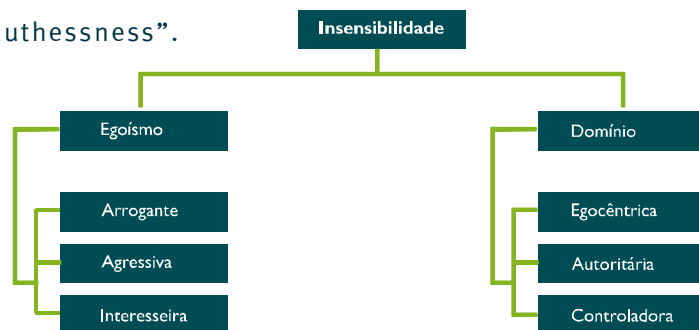 uthessness”.
Insensibilidade
Egoísmo
Domínio
Arrogante
Egocêntrica
Agressiva
Autoritária
Interesseira
Controladora